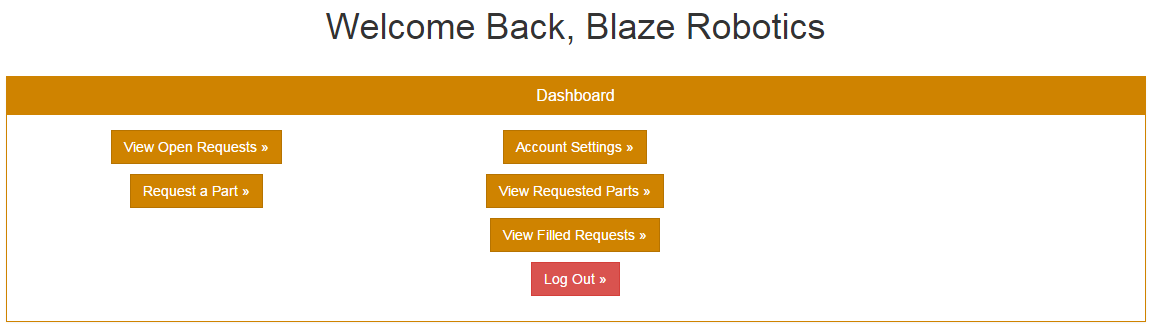 Welcome Back, Blaze Robotics
Dashboard
View Open Requests »
Request a Part »
Account Settings »
View Requested Parts »
View Filled Requests »
Log Out »